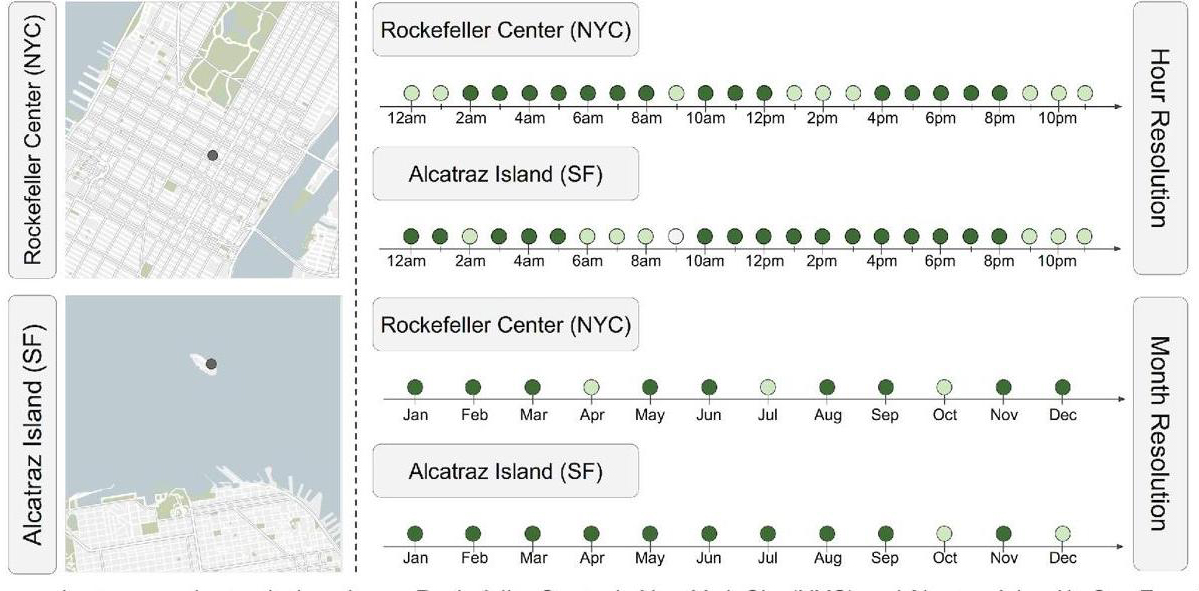 Rockefeller Center (NYC)
Rockefeller Center (NYC)
12am 2am 4am 6am 8am 10am 12pm 2pm 4pm 6pm 8pm 10pm
Alcatraz Island (SF)
12am 2am 4am 6am 8am 10am 12pm 2pm 4pm 6pm 8pm 10pm
Hour Resolution
Alcatraz Island (SF)
Rockefeller Center (NYC)
Jan Feb Mar Apr May Jun Jul Aug Sep Oct Nov Dec
Alcatraz Island (SF)
Jan Feb Mar Apr May Jun Jul Aug Sep Oct Nov Dec
Month Resolution